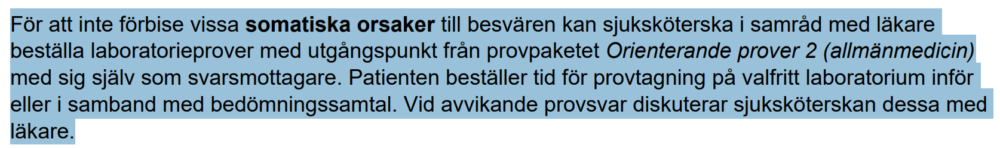 För att inte förbise vissa somatiska orsaker till besvären kan sjuksköterska i samråd med läkare
beställa laboratorieprover med utgångspunkt från provpaketet Orienterande prover 2 (allmänmedicin)
med sig själv som svarsmottagare. Patienten beställer tid för provtagning på valfritt laboratorium inför
eller i samband med bedömningssamtal. Vid avvikande provsvar diskuterar sjuksköterskan dessa med
läkare.